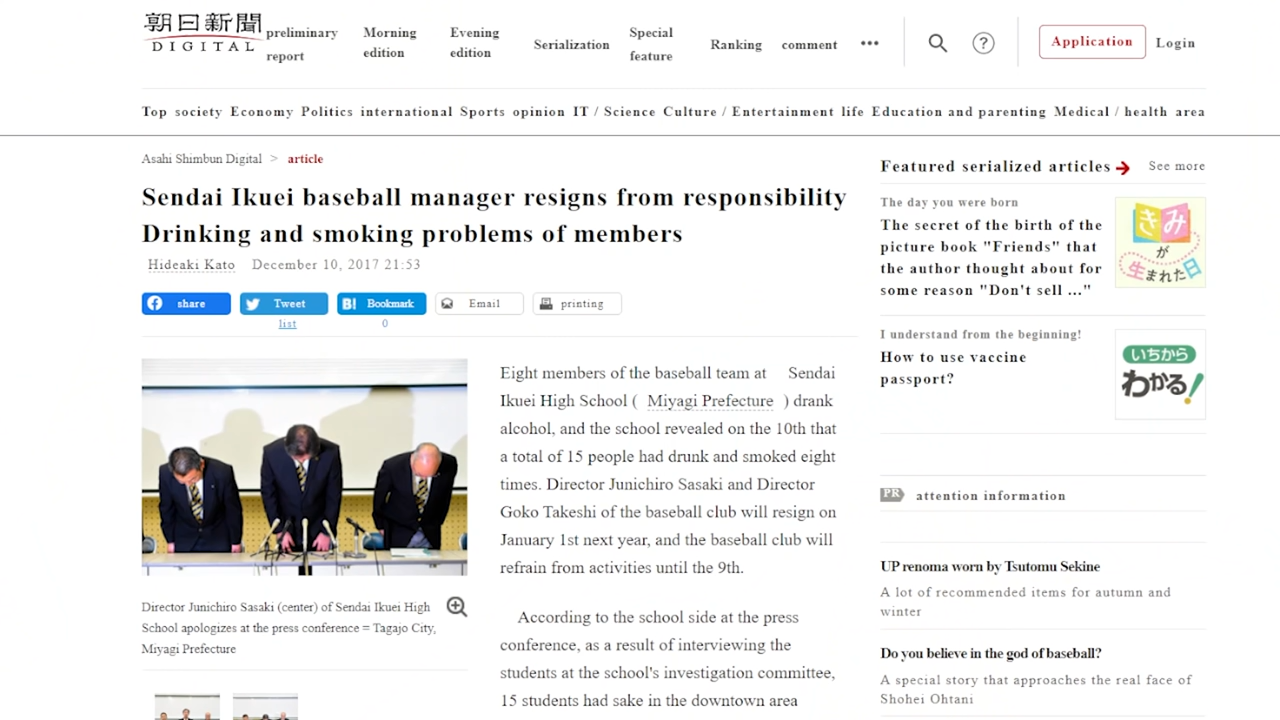 朝日新聞
DIGITAL
preliminary
report
Morning
edition
Evening
edition
Serialization
Special
feature
Ranking
comment
•••
?
Application
Login
Top society Economy Politics international Sports opinion IT / Science Culture / Entertainment life Education and parenting Medical / health area
Asahi Shimbun Digital > article
Sendai Ikuei baseball manager resigns from responsibility
Drinking and smoking problems of members
Hideaki Kato December 10, 2017 21:53
share
Tweet
B! Bookmark
Email
printing
list
0
Eight members of the baseball team at Sendai
Ikuei High School ( Miyagi Prefecture ) drank
alcohol, and the school revealed on the 10th that
a total of 15 people had drunk and smoked eight
times. Director Junichiro Sasaki and Director
Goko Takeshi of the baseball club will resign on
January 1st next year, and the baseball club will
refrain from activities until the 9th.
According to the school side at the press
conference, as a result of interviewing the
students at the school's investigation committee,
15 students had sake in the downtown area
Director Junichiro Sasaki (center) of Sendai Ikuei High
School apologizes at the press conference = Tagajo City,
Miyagi Prefecture
Featured serialized articles See more
The day you were born
The secret of the birth of the
picture book "Friends" that
the author thought about for
some reason "Don't sell ..."
きみ
が
生まれた日
I understand from the beginning!
How to use vaccine
passport?
いちから
わかる!
PR attention information
UP renoma worn by Tsutomu Sekine
A lot of recommended items for autumn and
winter
Do you believe in the god of baseball?
A special story that approaches the real face of
Shohei Ohtani